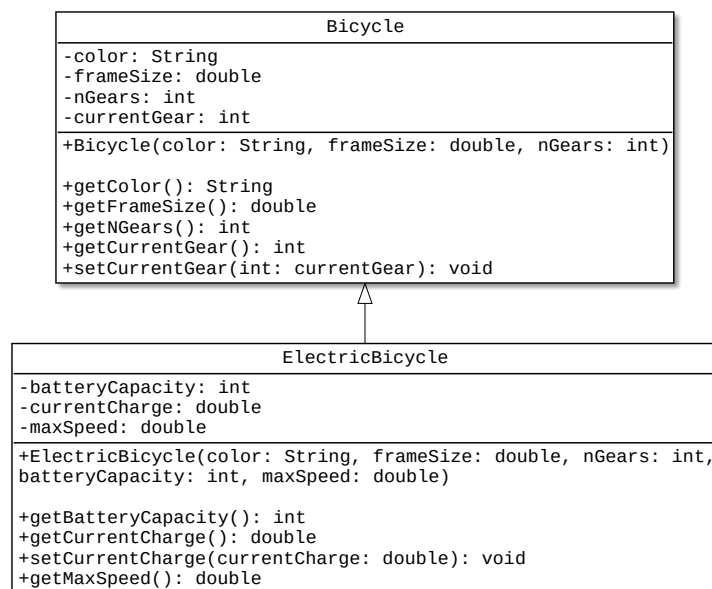 Bicycle
-color: String
-frameSize: double
-nGears: int
-currentGear: int
+Bicycle(color: String, frameSize: double, nGears: int)
+getColor(): String
+getFrameSize(): double
+getNGears(): int
+getCurrentGear(): int
+setCurrentGear(int: currentGear): void
ElectricBicycle
-batteryCapacity: int
-currentCharge: double
-maxSpeed: double
+ElectricBicycle(color: String, frameSize: double, nGears: int,
batteryCapacity: int, maxSpeed: double)
+getBatteryCapacity(): int
+getCurrentCharge(): double
+setCurrentCharge(currentCharge: double): void
+getMaxSpeed(): double